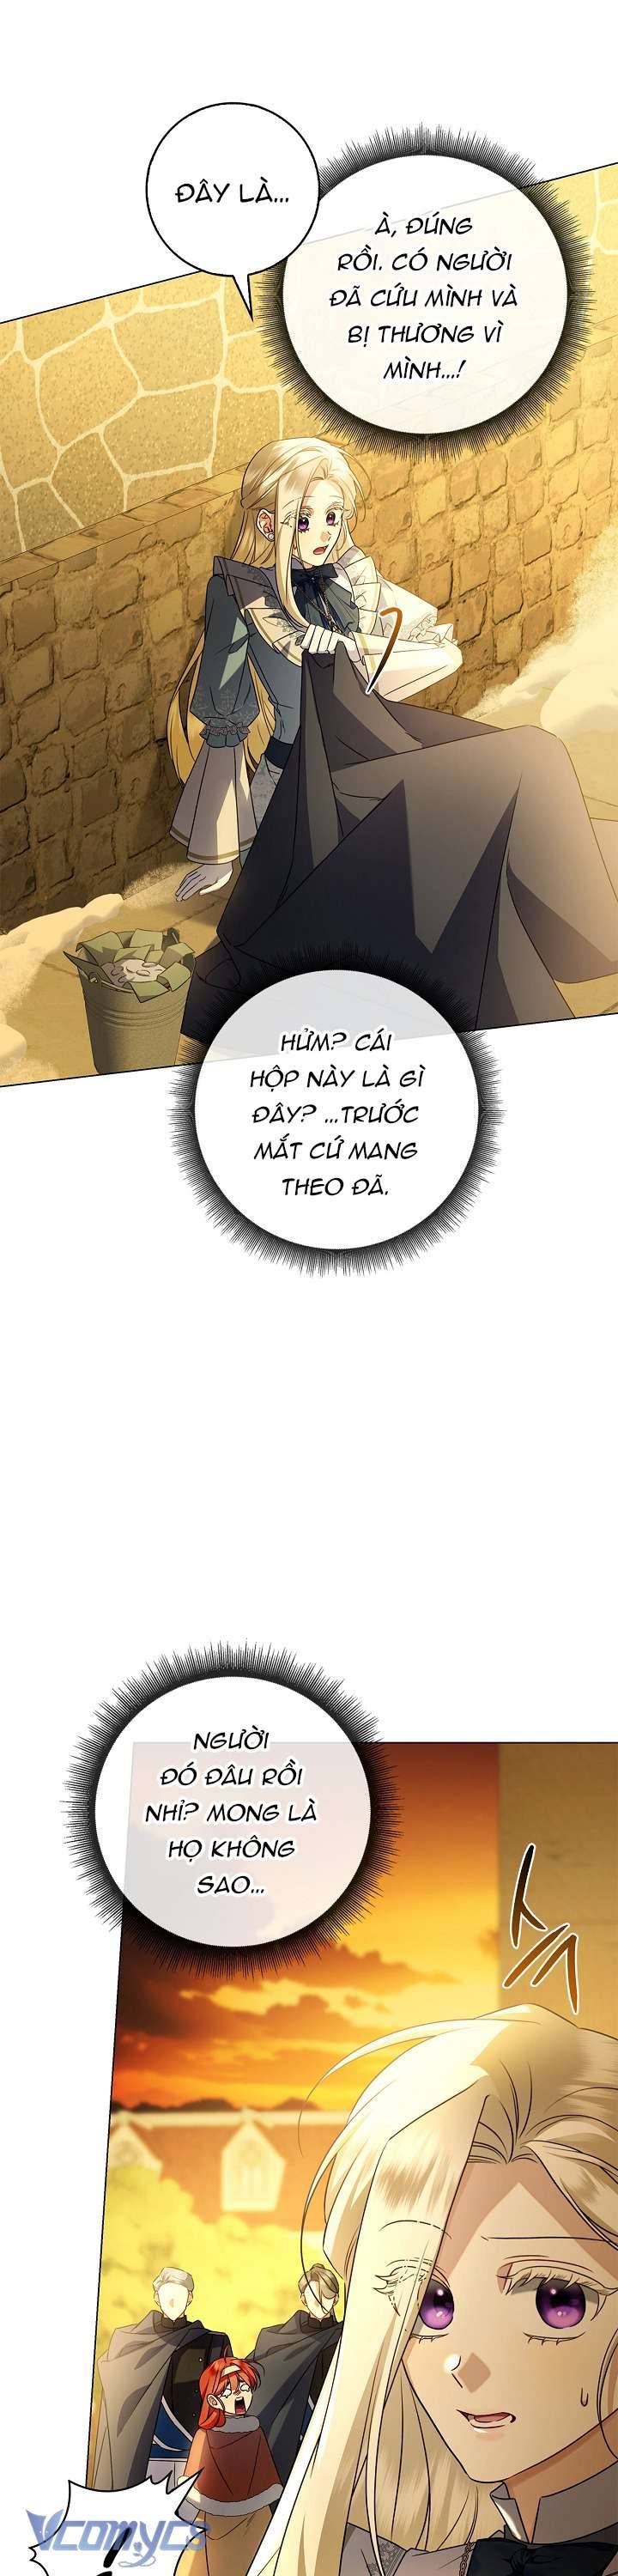 ĐÂY LÀ...
À, ĐÚNG
RỒI. CÓ NGƯỜI
ĐÃ CỨU MÌNH VÀ
BỊ THƯƠNG VÌ
MÌNH...!
HỬM? CÁI
HỘP NÀY LÀ GÌ
ĐÂY? ...TRƯỚC
MẮT CỨ MANG
THEO ĐÃ.
NGƯỜI
ĐÓ ĐÂU RỒI
NHỈ? MONG LÀ
HỌ KHÔNG
SAO...
Vcomycs